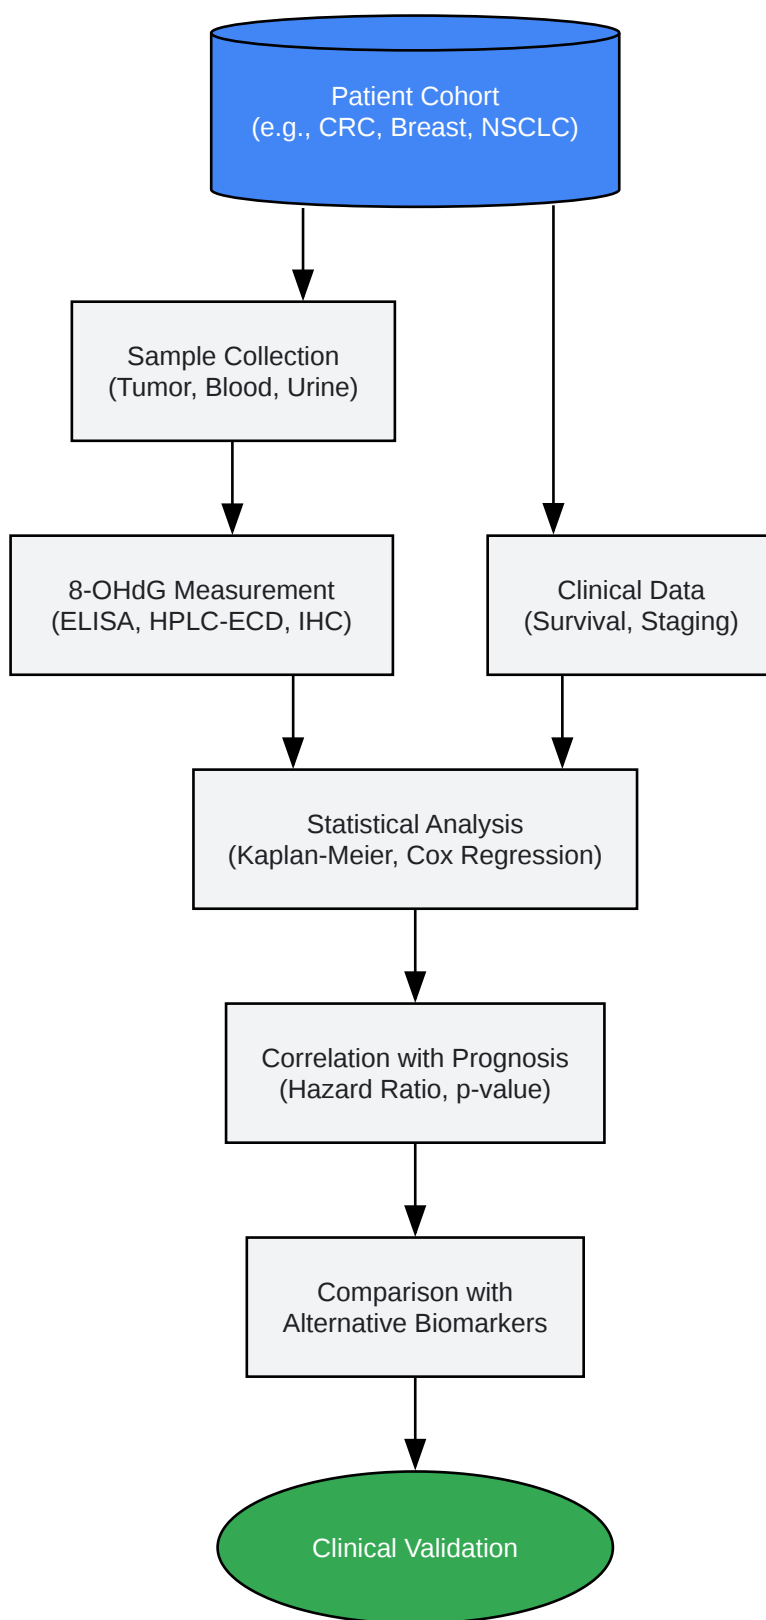 Patient Cohort
(e.g., CRC, Breast, NSCLC)
Sample Collection
(Tumor, Blood, Urine)
8-OHdG Measurement
(ELISA, HPLC-ECD, IHC)
Clinical Data
(Survival, Staging)
Statistical Analysis
(Kaplan-Meier, Cox Regression)
Correlation with Prognosis
(Hazard Ratio, p-value)
Comparison with
Alternative Biomarkers
Clinical Validation